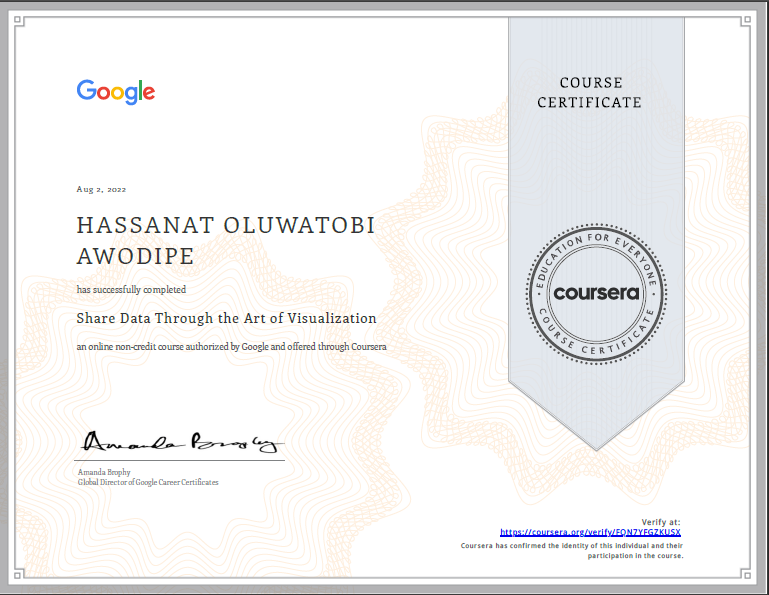 Google
COURSE
CERTIFICATE
Aug 2, 2022
HASSANAT OLUWATOBI
AWODIPE
has successfully completed
Share Data Through the Art of Visualization
an online non-credit course authorized by Google and offered through Coursera
EDUCATION FOR EVERYONE
coursera
COURSE CERTIFICATE
Amanda Brophy
Amanda Brophy
Global Director of Google Career Certificates
Verify at:
https://coursera.org/verify/FQN7YFGZKUSX
Coursera has confirmed the identity of this individual and their
participation in the course.